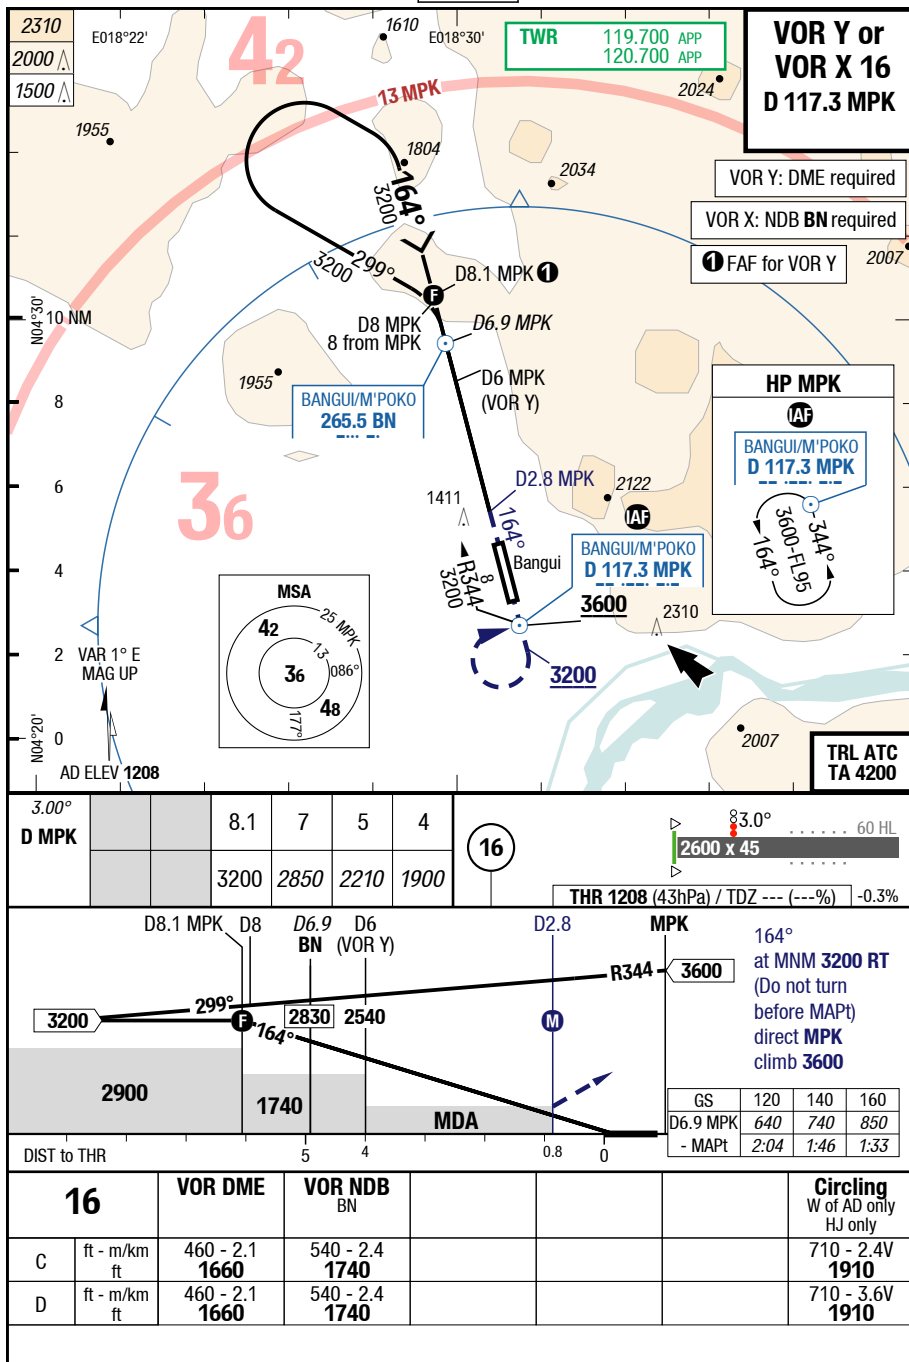 2310
2000
1500
E018°22'
1610
E018°30'
42
TWR 119.700 APP
120.700 APP
VOR Y or
VOR X 16
D 117.3 MPK
13 MPK
2024
1955
1804
2034
VOR Y: DME required
VOR X: NDB BN required
1 FAF for VOR Y
2007
164°
3200
299°
3200
D8.1 MPK 1
F
D8 MPK
8 from MPK
D6.9 MPK
N04°30'
10 NM
1955
D6 MPK
(VOR Y)
BANGUI/M'POKO
265.5 BN
HP MPK
IAF
BANGUI/M'POKO
D 117.3 MPK
3600-FL95
344°
164°
8
6
4
2
0
36
1411
D2.8 MPK
164°
2122
IAF
Bangui
BANGUI/M'POKO
D 117.3 MPK
R344
8
3200
3600
2310
3200
MSA
25 MPK
42
13
36
086°
48
177°
VAR 1° E
MAG UP
N04°20'
AD ELEV 1208
2007
TRL ATC
TA 4200
3.00°
D MPK 8.1 7 5 4
3200 2850 2210 1900
16
3.0°
60 HL
2600 x 45
THR 1208 (43hPa) / TDZ --- (---%) -0.3%
D8.1 MPK D8 D6.9 D6 D2.8 MPK
BN (VOR Y)
R344 3600
299°
3200 F 164° 2830 2540 M
2900
1740
MDA
DIST to THR 5 4 0.8 0
164°
at MNM 3200 RT
(Do not turn
before MAPt)
direct MPK
climb 3600
GS 120 140 160
D6.9 MPK 640 740 850
- MAPt 2:04 1:46 1:33
16 VOR DME VOR NDB Circling
BN W of AD only
HJ only
C ft - m/km 460 - 2.1 540 - 2.4 710 - 2.4V
ft 1660 1740 1910
D ft - m/km 460 - 2.1 540 - 2.4 710 - 3.6V
ft 1660 1740 1910